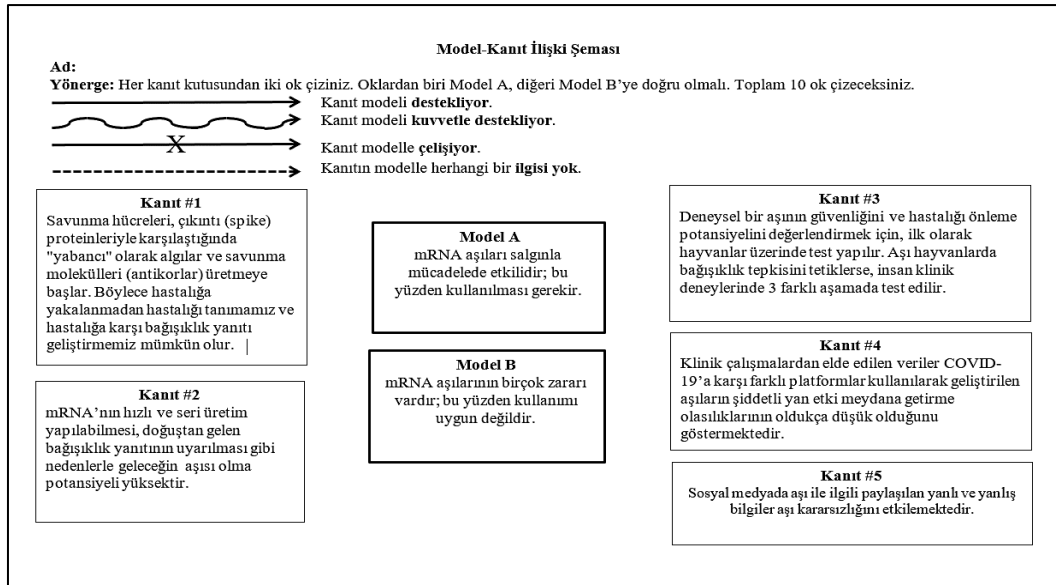 Model-Kanıt İlişki Şeması
Ad:
Yönerge: Her kanıt kutusundan iki ok çiziniz. Oklardan biri Model A, diğeri Model B’ye doğru olmalı. Toplam 10 ok çizeceksiniz.
Kanıt modeli destekliyor.
Kanıt modeli kuvvetle destekliyor.
X
Kanıt modelle çelişiyor.
Kanıtın modelle herhangi bir ilgisi yok.
Kanıt #1
Savunma hücreleri, çıkıntı (spike)
proteinleriyle karşılaştığında
"yabancı" olarak algılar ve savunma
molekülleri (antikorlar) üretmeye
başlar. Böylece hastalığa
yakalanmadan hastalığı tanımamız ve
hastalığa karşı bağışıklık yanıtı
geliştirmemiz mümkün olur.
Kanıt #2
mRNA’nın hızlı ve seri üretim
yapılabilmesi, doğuştan gelen
bağışıklık yanıtının uyarılması gibi
nedenlerle geleceğin aşısı olma
potansiyeli yüksektir.
Model A
mRNA aşıları salgınla
mücadelede etkilidir; bu
yüzden kullanılması gerekir.
Model B
mRNA aşılarının birçok zararı
vardır; bu yüzden kullanımı
uygun değildir.
Kanıt #3
Deneysel bir aşının güvenliğini ve hastalığı önleme
potansiyelini değerlendirmek için, ilk olarak
hayvanlar üzerinde test yapılır. Aşı hayvanlarda
bağışıklık tepkisini tetiklerse, insan klinik
deneylerinde 3 farklı aşamada test edilir.
Kanıt #4
Klinik çalışmalardan elde edilen veriler COVID-
19’a karşı farklı platformlar kullanılarak geliştirilen
aşıların şiddetli yan etki meydana getirme
olasılıklarının oldukça düşük olduğunu
göstermektedir.
Kanıt #5
Sosyal medyada aşı ile ilgili paylaşılan yanlı ve yanlış
bilgiler aşı kararsızlığını etkilemektedir.